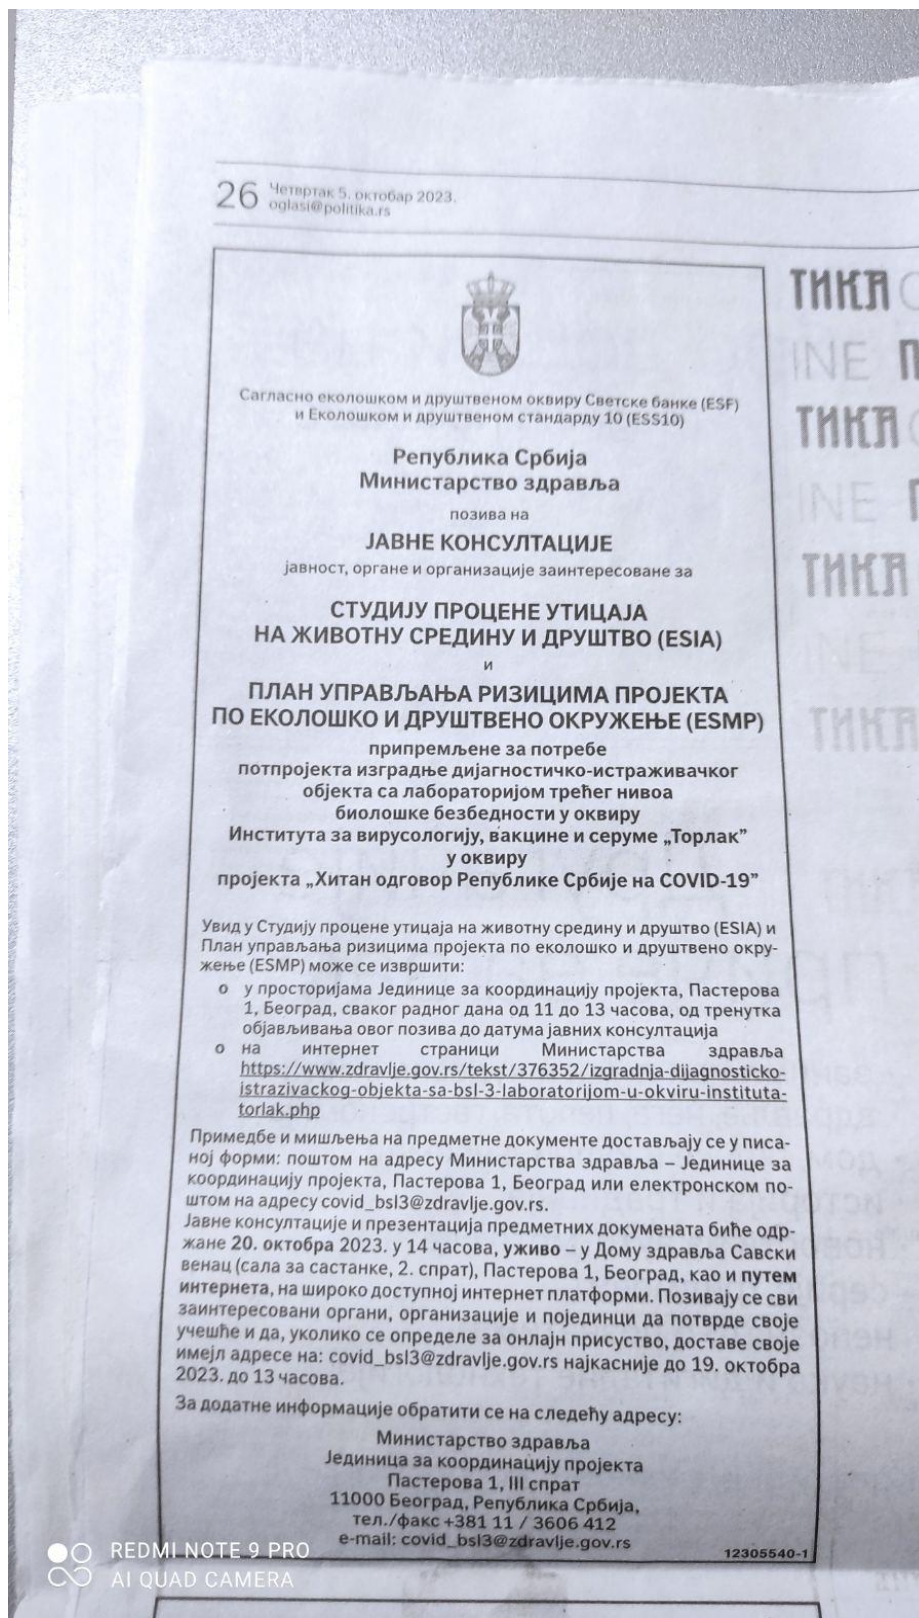 26 Четвртак 5. октобар 2023.
oglasi@politika.rs
Сагласно еколошком и друштвеном оквиру Светске банке (ESF)
и Еколошком и друштвеном стандарду 10 (ESS10)
Република Србија
Министарство здравља
позива на
ЈАВНЕ КОНСУЛТАЦИЈЕ
јавност, органе и организације заинтересоване за
СТУДИЈУ ПРОЦЕНЕ УТИЦАЈА
НА ЖИВОТНУ СРЕДИНУ И ДРУШТВО (ESIA)
и
ПЛАН УПРАВЉАЊА РИЗИЦИМА ПРОЈЕКТА
ПО ЕКОЛОШКО И ДРУШТВЕНО ОКРУЖЕЊЕ (ESMP)
припремљене за потребе
потпројекта изградње дијагностичко-истраживачког
објекта са лабораторијом трећег нивоа
биолошке безбедности у оквиру
Института за вирусологију, вакцине и серуме „Торлак”
у оквиру
пројекта „Хитан одговор Републике Србије на COVID-19”
Увид у Студију процене утицаја на животну средину и друштво (ESIA) и
План управљања ризицима пројекта по еколошко и друштвено окру-
жење (ESMP) може се извршити:
о у просторијама Јединице за координацију пројекта, Пастерова
1, Београд, сваког радног дана од 11 до 13 часова, од тренутка
објављивања овог позива до датума јавних консултација
о на интернет страници Министарства здравља
https://www.zdravlje.gov.rs/tekst/376352/izgradnja-dijagnosticko-
istrazivackog-objekta-sa-bsl-3-laboratorijom-u-okviru-instituta-
torlak.php
Примедбе и мишљења на предметне документе достављају се у писа-
ној форми: поштом на адресу Министарства здравља – Јединице за
координацију пројекта, Пастерова 1, Београд или електронском по-
штом на адресу covid_bsl3@zdravlje.gov.rs.
Јавне консултације и презентација предметних докумената биће одр-
жане 20. октобра 2023. у 14 часова, уживо – у Дому здравља Савски
венац (сала за састанке, 2. спрат), Пастерова 1, Београд, као и путем
интернета, на широко доступној интернет платформи. Позивају се сви
заинтересовани органи, организације и појединци да потврде своје
учешће и да, уколико се определе за онлајн присуство, доставе своје
имејл адресе на: covid_bsl3@zdravlje.gov.rs најкасније до 19. октобра
2023. до 13 часова.
За додатне информације обратити се на следећу адресу:
Министарство здравља
Јединица за координацију пројекта
Пастерова 1, III спрат
11000 Београд, Република Србија,
тел./факс +381 11 / 3606 412
e-mail: covid_bsl3@zdravlje.gov.rs
12305540-1
ТИКА
INE
ТИКА
INE
ТИКА
INE
ТИКА
REDMI NOTE 9 PRO
AI QUAD CAMERA